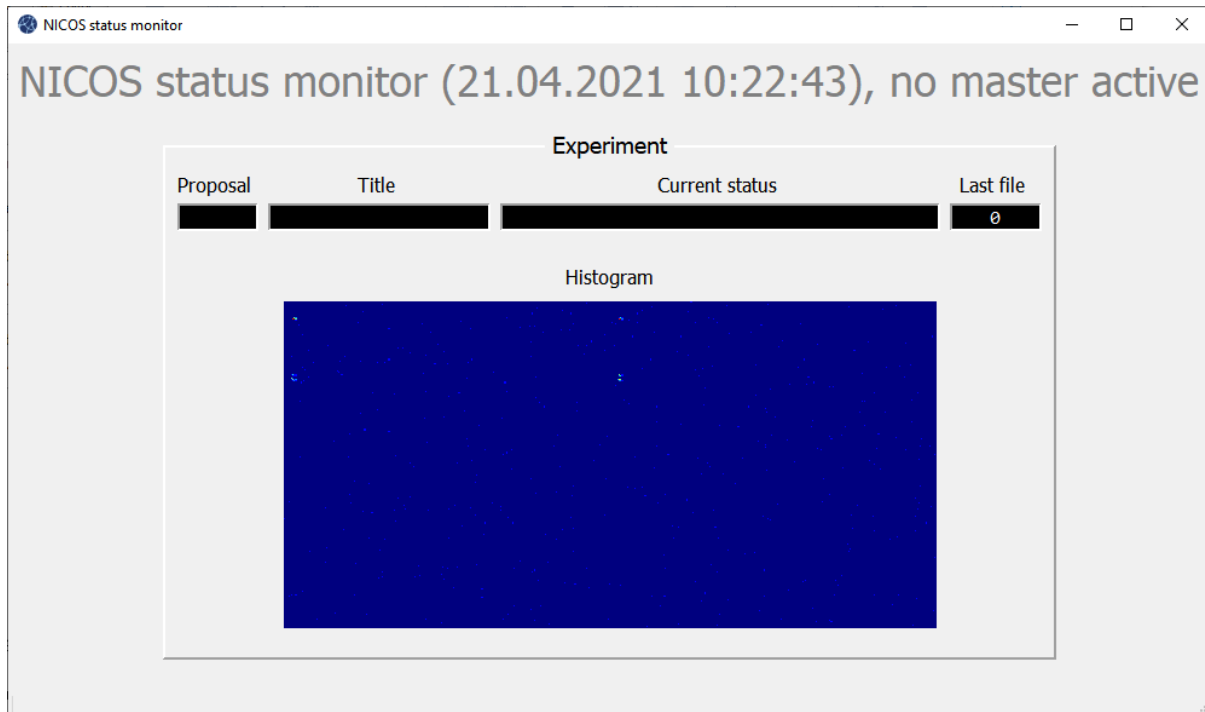 NICOS status monitor
NICOS status monitor (21.04.2021 10:22:43), no master active
Experiment
Proposal Title Current status Last file
0
Histogram